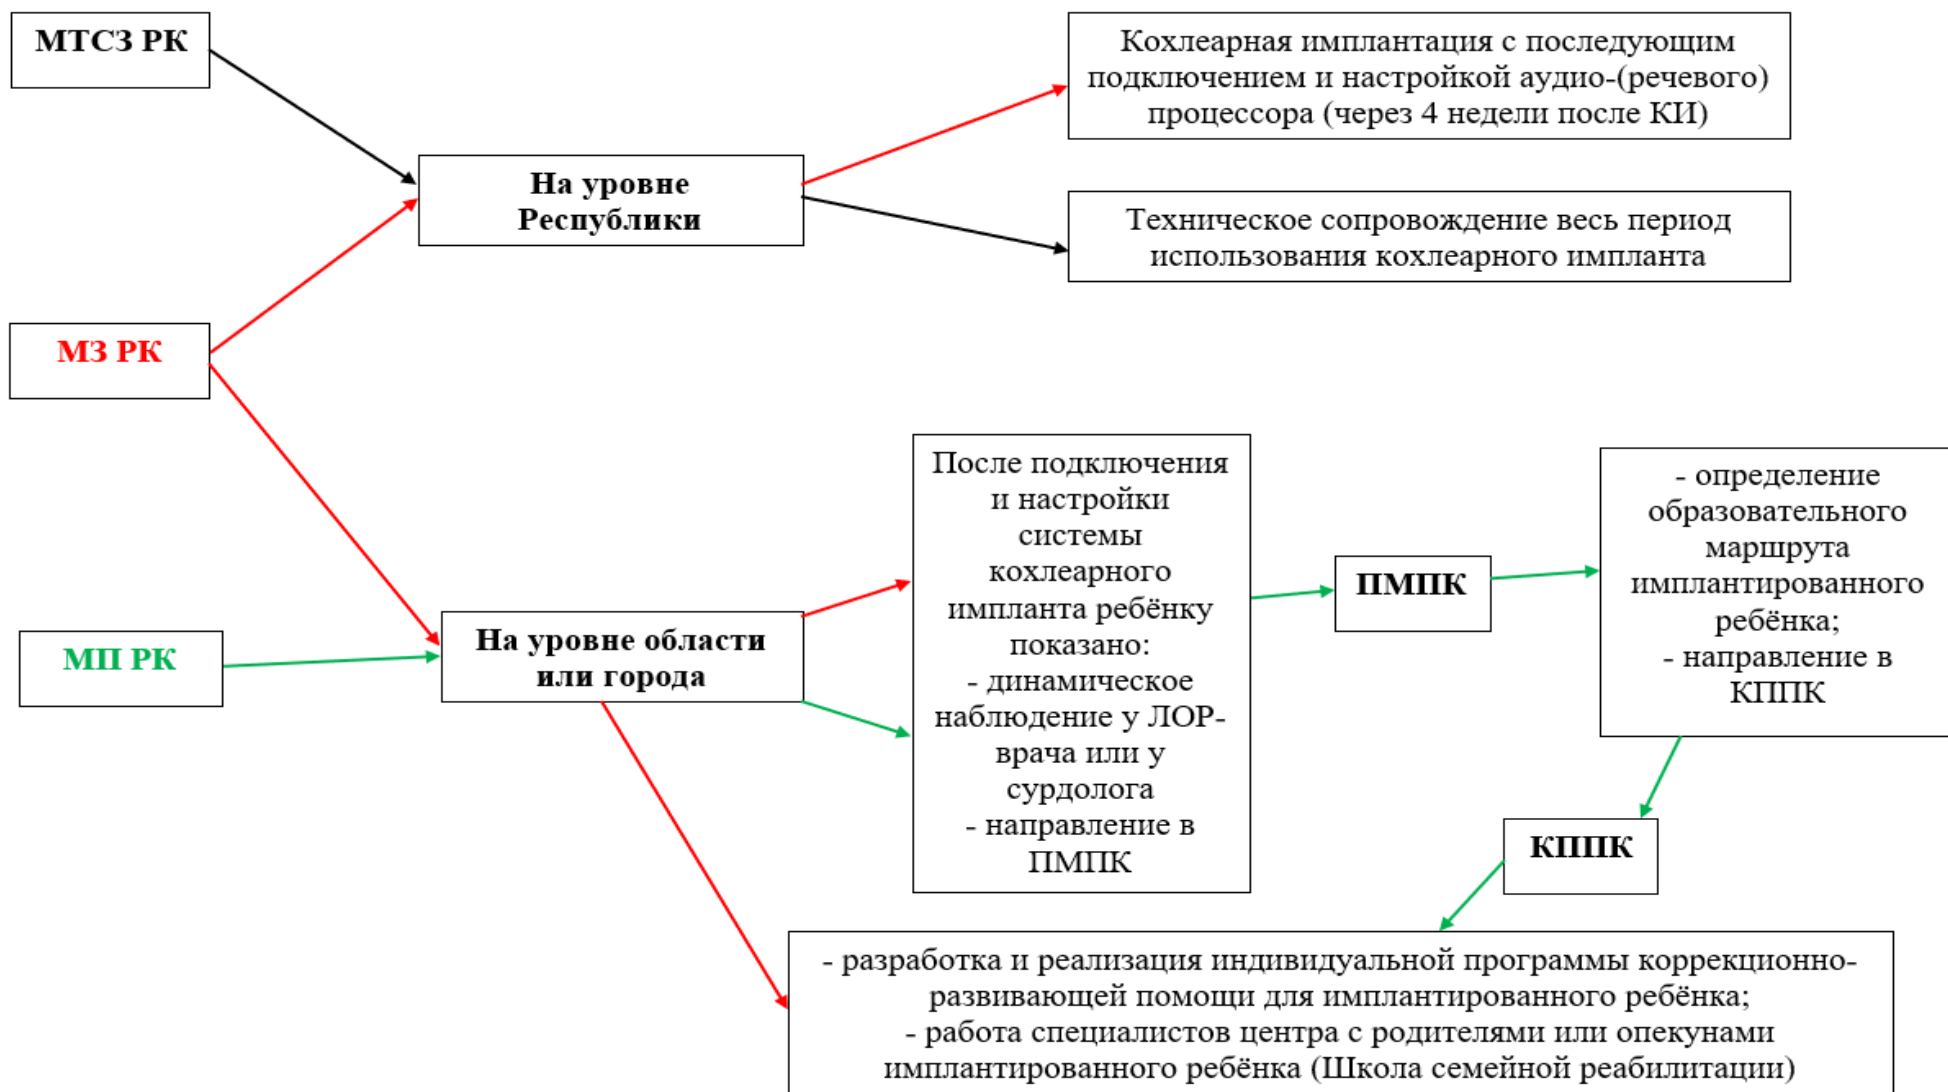 МТСЗ РК
Кохлеарная имплантация с последующим
подключением и настройкой аудио-(речевого)
процессора (через 4 недели после КИ)
На уровне
Республики
Техническое сопровождение весь период
использования кохлеарного импланта
МЗ РК
После подключения
и настройки
системы
кохлеарного
импланта ребёнку
показано:
- динамическое
наблюдение у ЛОР-
врача или у
сурдолога
- направление в
ПМПК
ПМПК
- определение
образовательного
маршрута
имплантированного
ребёнка;
- направление в
КППК
МП РК
На уровне области
или города
КППК
- разработка и реализация индивидуальной программы коррекционно-
развивающей помощи для имплантированного ребёнка;
- работа специалистов центра с родителями или опекунами
имплантированного ребёнка (Школа семейной реабилитации)